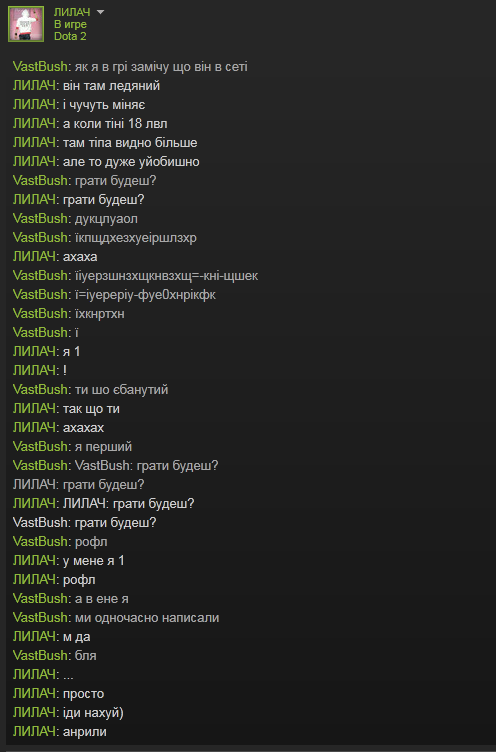 ЛИЛАЧ
В игре
Dota 2
VastBush: як я в грі замічу що він в сеті
ЛИЛАЧ: він там ледяний
ЛИЛАЧ: і чучуть міняє
ЛИЛАЧ: а коли тіні 18 лвл
ЛИЛАЧ: там тіпа видно більше
ЛИЛАЧ: але то дуже уйобишно
VastBush: грати будеш?
ЛИЛАЧ: грати будеш?
VastBush: дукцлуаол
VastBush: їкпщдхезхуеіршлзхр
ЛИЛАЧ: ахаха
VastBush: їіуерзшнзхщкнвзхщ=-кні-щшек
VastBush: ї=іуереріу-фуе0хнрікфк
VastBush: їхкнртхн
VastBush: ї
ЛИЛАЧ: я 1
ЛИЛАЧ: !
VastBush: ти шо єбанутий
ЛИЛАЧ: так що ти
ЛИЛАЧ: ахахах
VastBush: я перший
VastBush: VastBush: грати будеш?
ЛИЛАЧ: грати будеш?
ЛИЛАЧ: ЛИЛАЧ: грати будеш?
VastBush: грати будеш?
VastBush: рофл
ЛИЛАЧ: у мене я 1
ЛИЛАЧ: рофл
VastBush: а в ене я
VastBush: ми одночасно написали
ЛИЛАЧ: м да
VastBush: бля
ЛИЛАЧ: ...
ЛИЛАЧ: просто
ЛИЛАЧ: іди нахуй)
ЛИЛАЧ: анрили